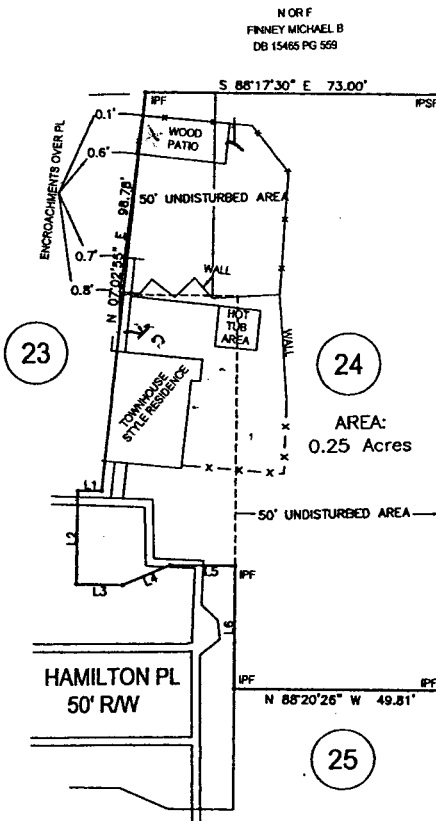 N OR F
FINNEY MICHAEL B
DB 15465 PG 559
S 88°17'30" E 73.00'
IPF
IPSF
0.1'
WOOD
PATIO
0.6'
ENCROACHMENTS OVER PL
50' UNDISTURBED AREA
N 07°02'55" E 98.78'
0.7'
WALL
0.8'
HOT
TUB
AREA
WALL
23
24
TOWNHOUSE
STYLE RESIDENCE
AREA:
0.25 Acres
L1
50' UNDISTURBED AREA
L2
L3
L4
L5
IPF
L6
HAMILTON PL
50' R/W
IPF
IPF
N 88°20'26" W 49.81'
25